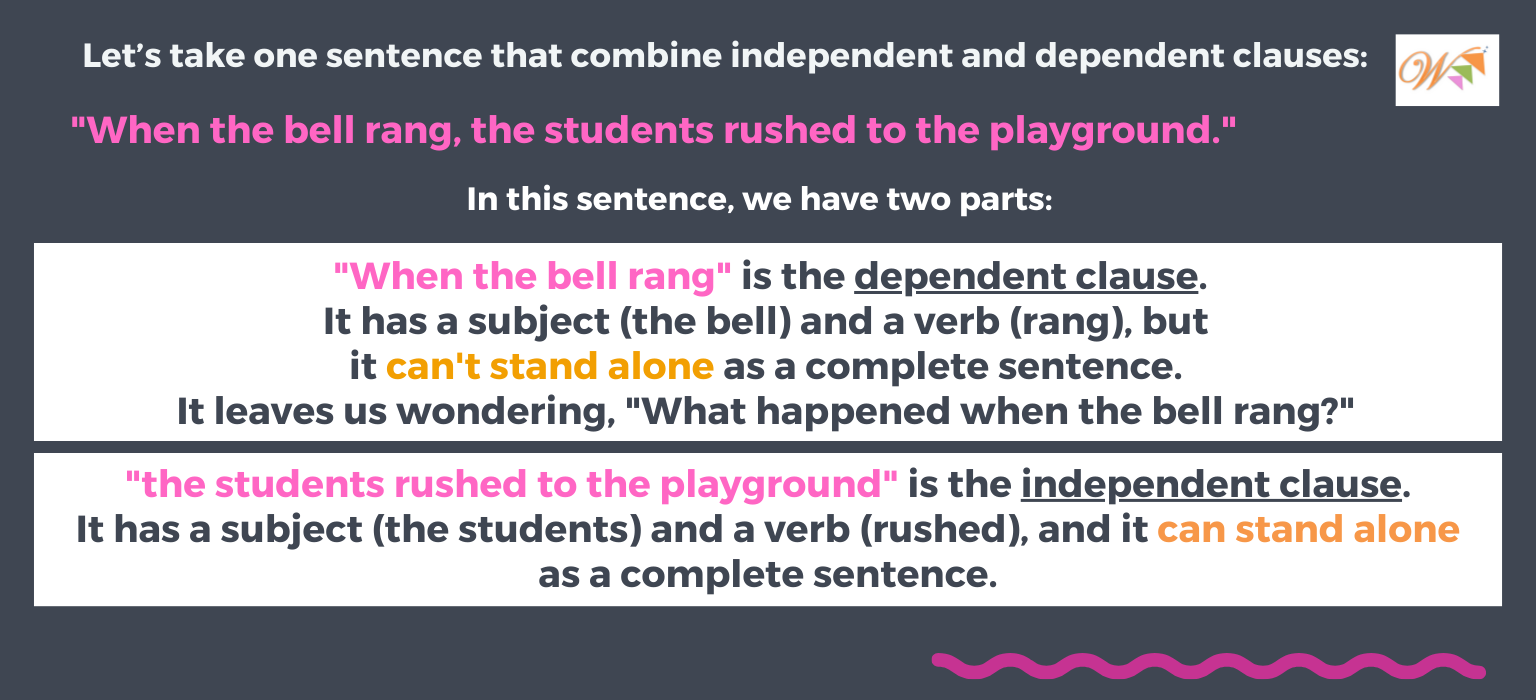 Let’s take one sentence that combine independent and dependent clauses:
W
"When the bell rang, the students rushed to the playground."
In this sentence, we have two parts:
"When the bell rang" is the dependent clause.
It has a subject (the bell) and a verb (rang), but
it can't stand alone as a complete sentence.
It leaves us wondering, "What happened when the bell rang?"
"the students rushed to the playground" is the independent clause.
It has a subject (the students) and a verb (rushed), and it can stand alone
as a complete sentence.